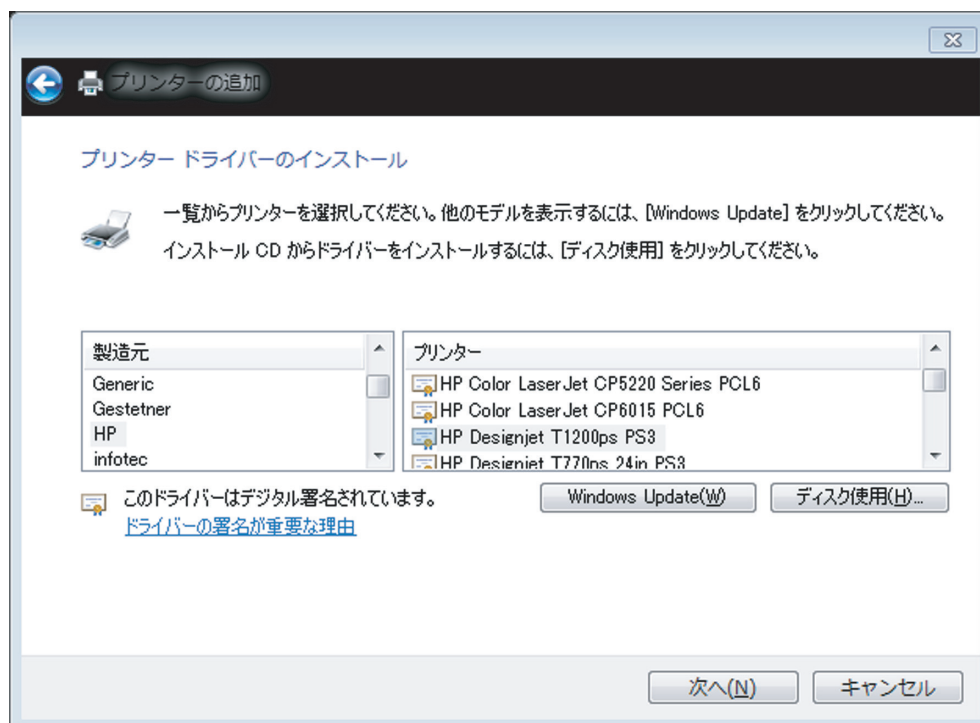 プリンターの追加
プリンター ドライバーのインストール
一覧からプリンターを選択してください。他のモデルを表示するには、[Windows Update] をクリックしてください。
インストール CD からドライバーをインストールするには、[ディスク使用] をクリックしてください。
製造元
Generic
Gestetner
HP
infotec
プリンター
HP Color LaserJet CP5220 Series PCL6
HP Color LaserJet CP6015 PCL6
HP Designjet T1200ps PS3
HP Designjet T770ps 24in PS3
このドライバーはデジタル署名されています。
ドライバーの署名が重要な理由
Windows Update(W)
ディスク使用(H)...
次へ(N)
キャンセル